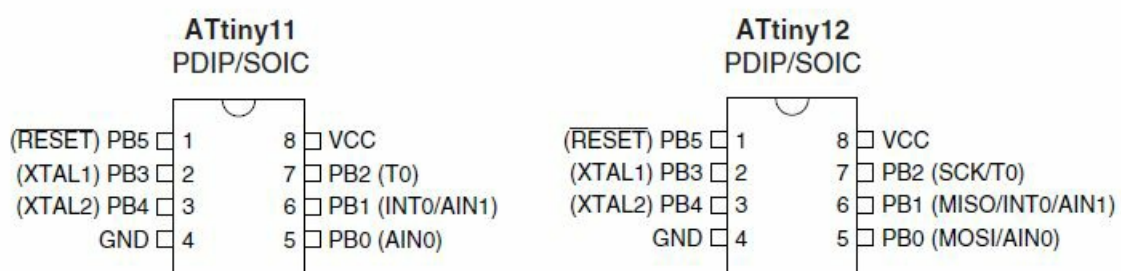 ATtiny11
PDIP/SOIC
(RESET) PB5 1 8 VCC
(XTAL1) PB3 2 7 PB2 (T0)
(XTAL2) PB4 3 6 PB1 (INT0/AIN1)
GND 4 5 PB0 (AIN0)
ATtiny12
PDIP/SOIC
(RESET) PB5 1 8 VCC
(XTAL1) PB3 2 7 PB2 (SCK/T0)
(XTAL2) PB4 3 6 PB1 (MISO/INT0/AIN1)
GND 4 5 PB0 (MOSI/AIN0)